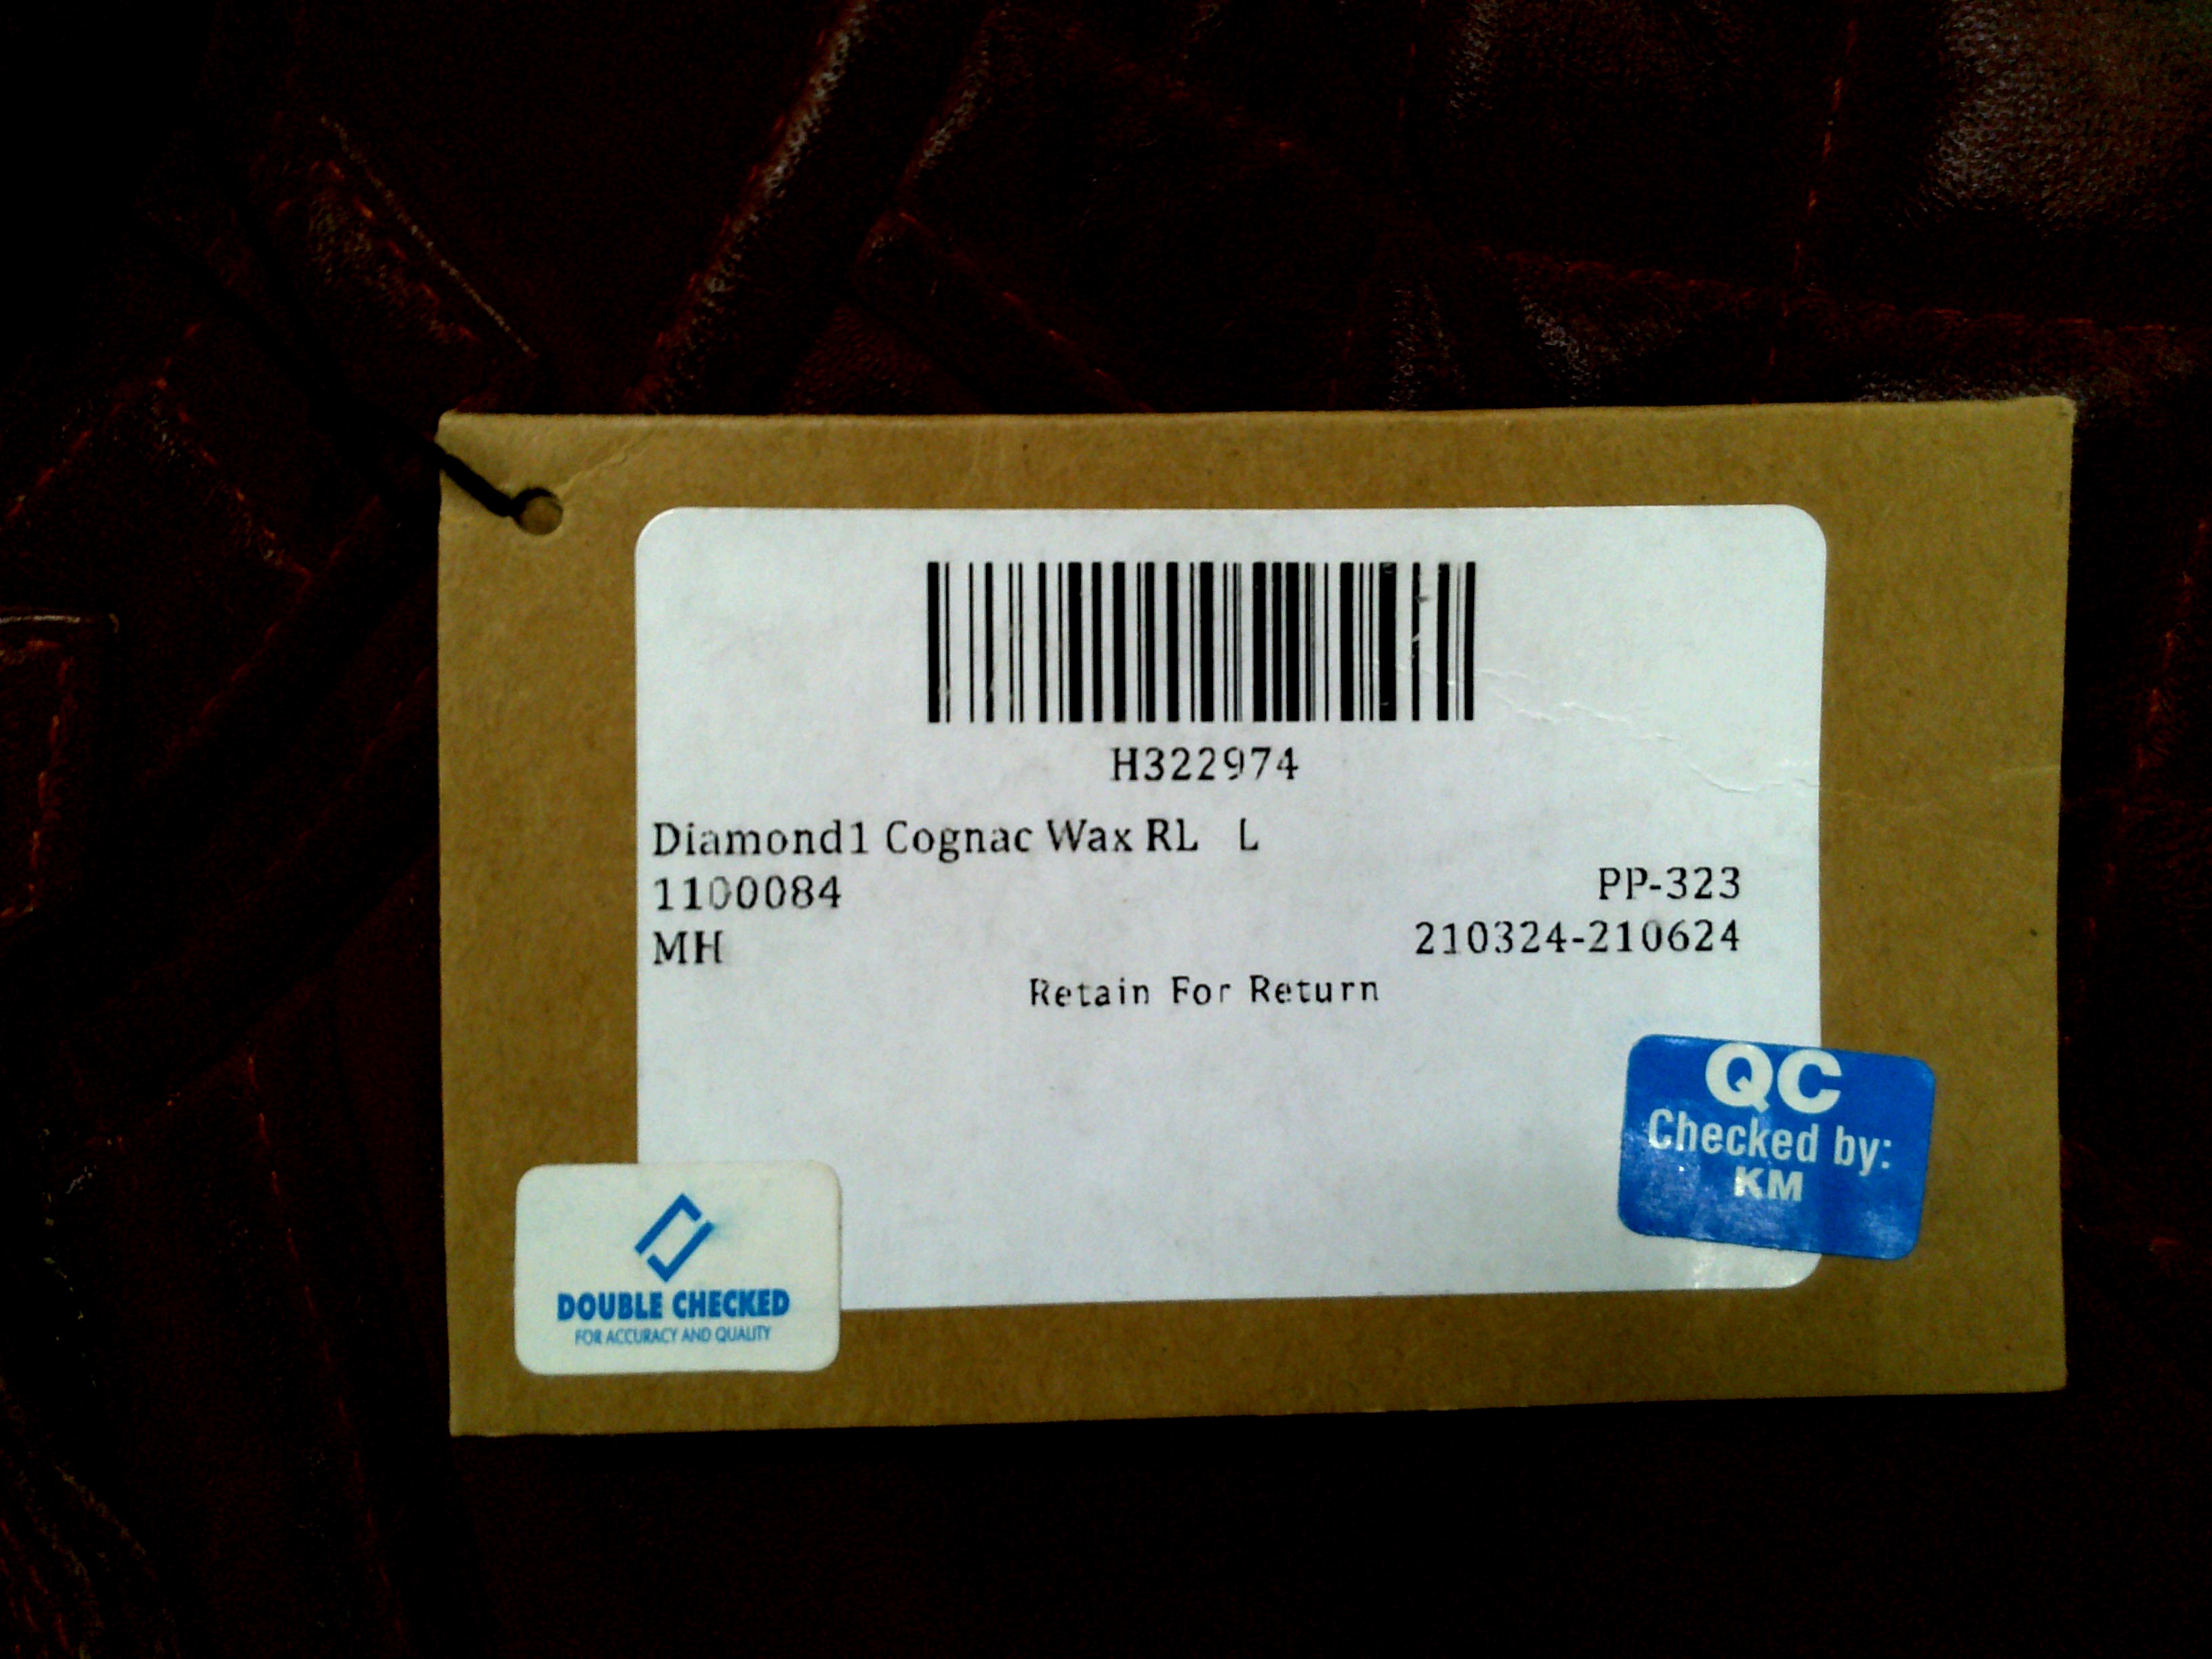 H322974
Diamond1 Cognac Wax RL L
1100084
PP-323
MH
210324-210624
Retain For Return
QC
Checked by:
KM
DOUBLE CHECKED
FOR ACCURACY AND QUALITY